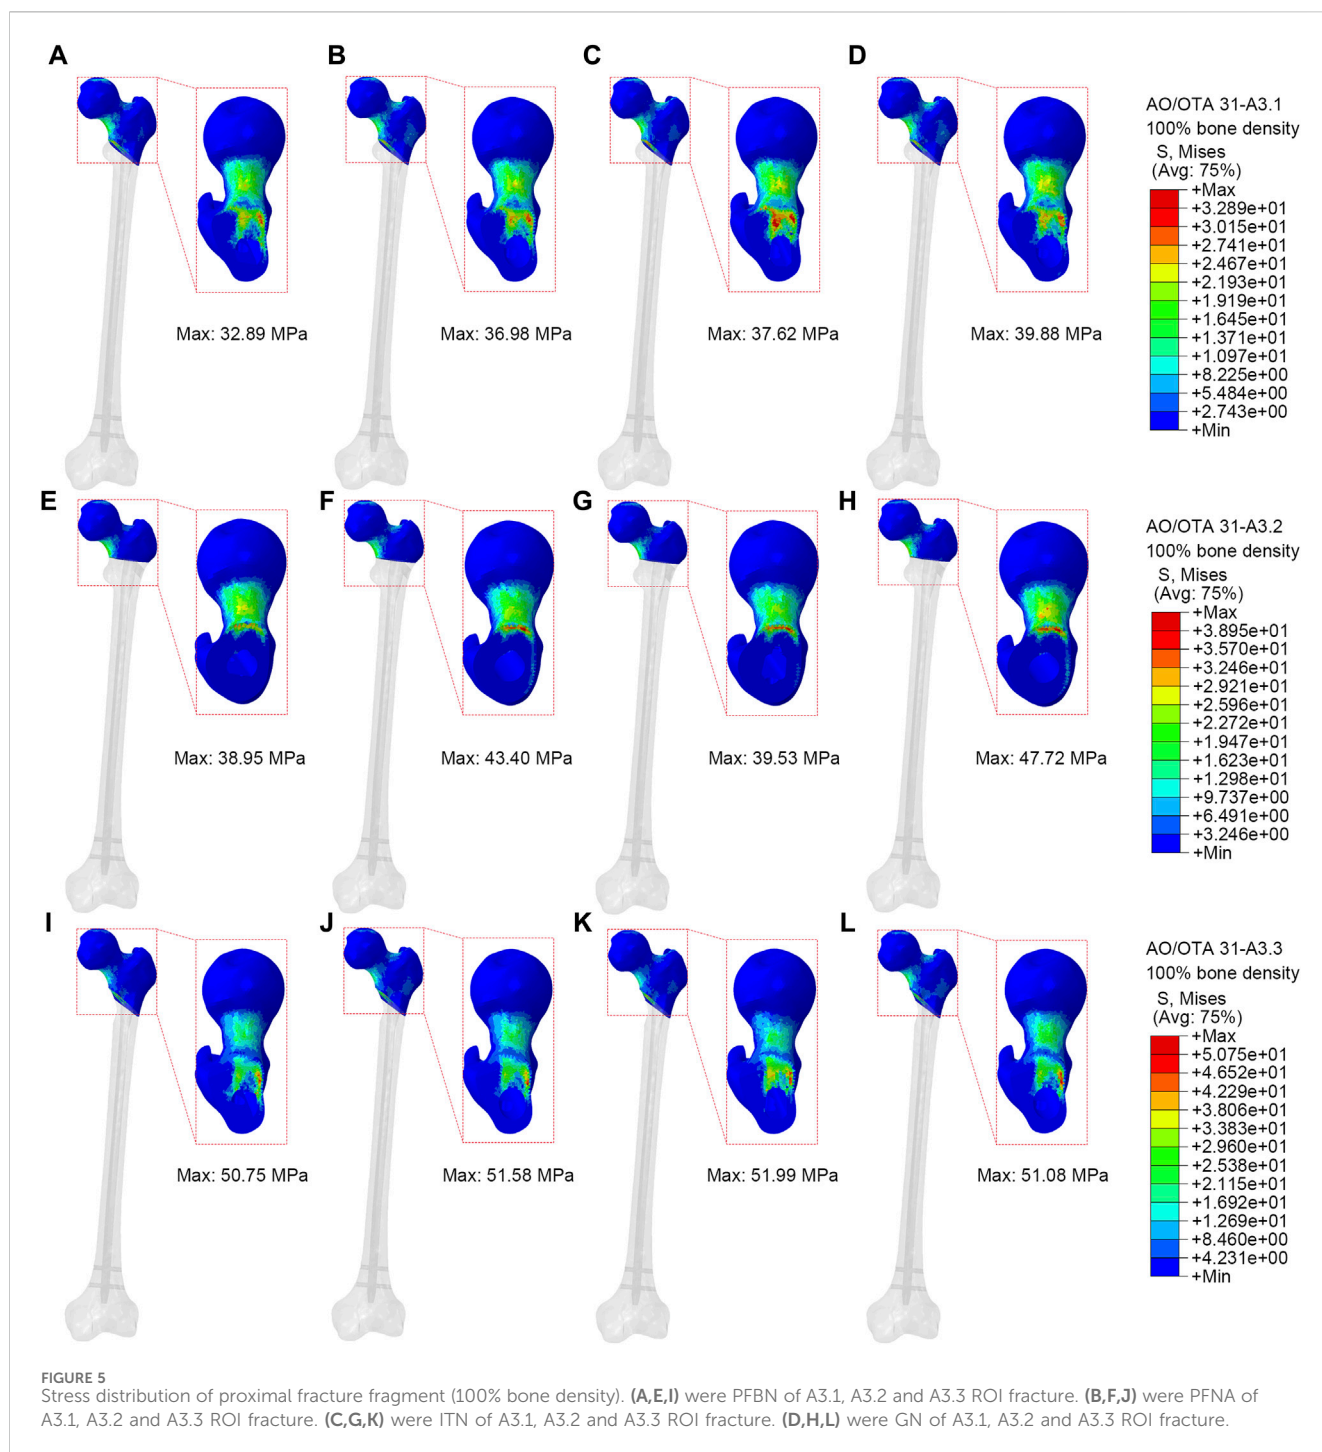 A
B
C
D
AO/OTA 31-A3.1
100% bone density
S, Mises
(Avg: 75%)
+Max
+3.289e+01
+3.015e+01
+2.741e+01
+2.467e+01
+2.193e+01
+1.919e+01
+1.645e+01
+1.371e+01
+1.097e+01
+8.225e+00
+5.484e+00
+2.743e+00
+Min
Max: 32.89 MPa
Max: 36.98 MPa
Max: 37.62 MPa
Max: 39.88 MPa
E
F
G
H
AO/OTA 31-A3.2
100% bone density
S, Mises
(Avg: 75%)
+Max
+3.895e+01
+3.570e+01
+3.246e+01
+2.921e+01
+2.596e+01
+2.272e+01
+1.947e+01
+1.623e+01
+1.298e+01
+9.737e+00
+6.491e+00
+3.246e+00
+Min
Max: 38.95 MPa
Max: 43.40 MPa
Max: 39.53 MPa
Max: 47.72 MPa
I
J
K
L
AO/OTA 31-A3.3
100% bone density
S, Mises
(Avg: 75%)
+Max
+5.075e+01
+4.652e+01
+4.229e+01
+3.806e+01
+3.383e+01
+2.960e+01
+2.538e+01
+2.115e+01
+1.692e+01
+1.269e+01
+8.460e+00
+4.231e+00
+Min
Max: 50.75 MPa
Max: 51.58 MPa
Max: 51.99 MPa
Max: 51.08 MPa
FIGURE 5
Stress distribution of proximal fracture fragment (100% bone density). (A,E,I) were PFBN of A3.1, A3.2 and A3.3 ROI fracture. (B,F,J) were PFNA of
A3.1, A3.2 and A3.3 ROI fracture. (C,G,K) were ITN of A3.1, A3.2 and A3.3 ROI fracture. (D,H,L) were GN of A3.1, A3.2 and A3.3 ROI fracture.